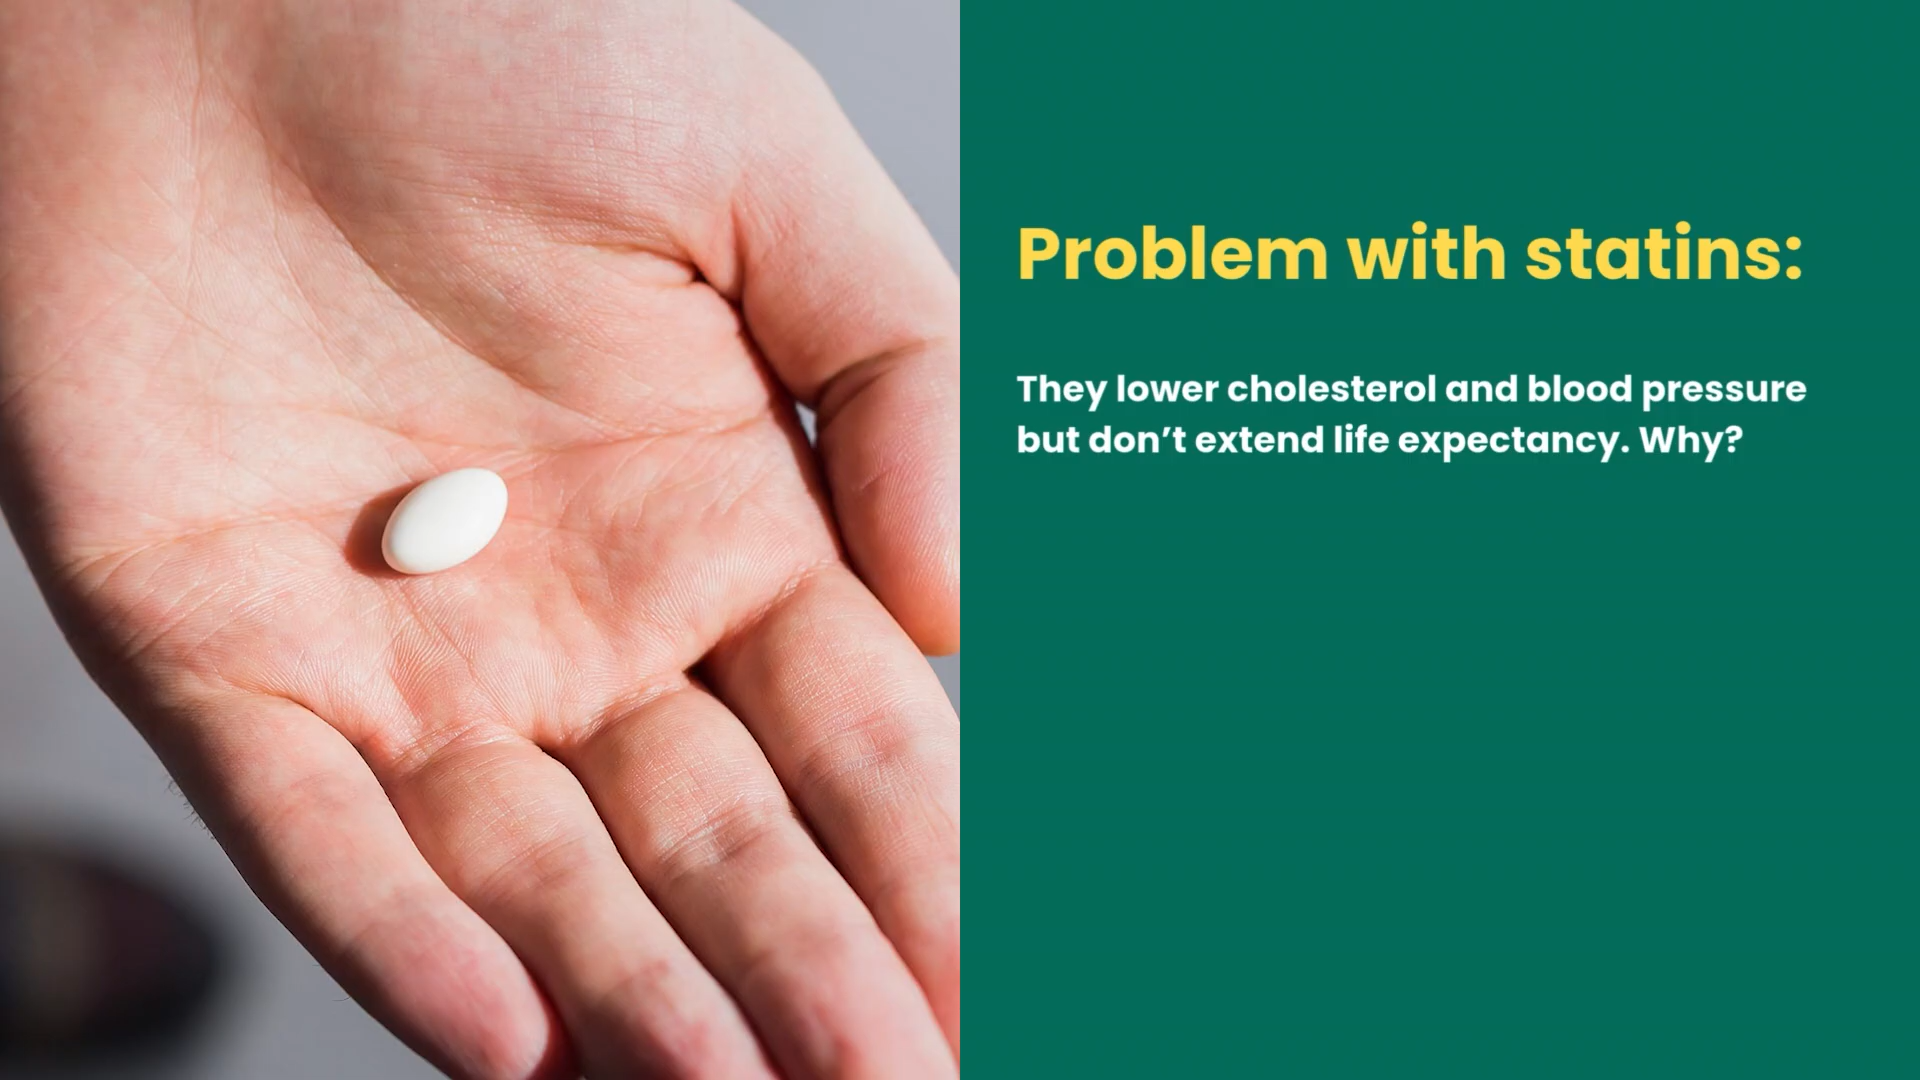 Problem with statins:
They lower cholesterol and blood pressure
but don’t extend life expectancy. Why?